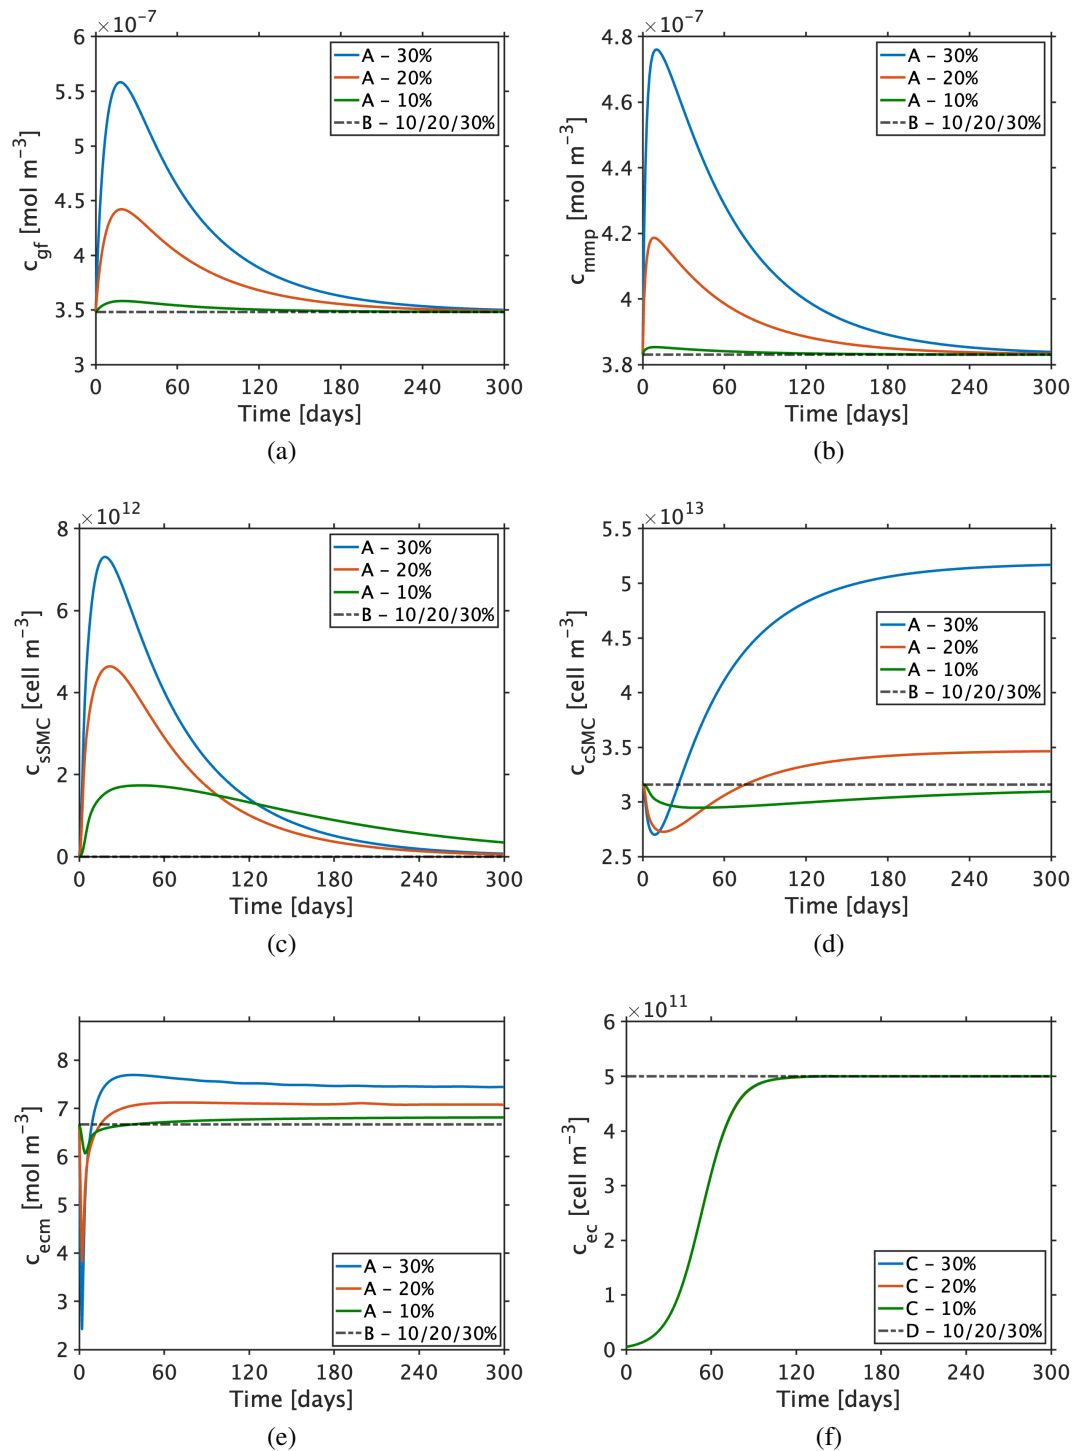 ×10⁻⁷
6
5.5
5
4.5
4
3.5
3
c_gf [mol m⁻³]
A – 30%
A – 20%
A – 10%
B – 10/20/30%
0 60 120 180 240 300
Time [days]
(a)
×10⁻⁷
4.8
4.6
4.4
4.2
4
3.8
c_mmp [mol m⁻³]
A – 30%
A – 20%
A – 10%
B – 10/20/30%
0 60 120 180 240 300
Time [days]
(b)
×10¹²
8
6
4
2
0
c_sSMC [cell m⁻³]
A – 30%
A – 20%
A – 10%
B – 10/20/30%
0 60 120 180 240 300
Time [days]
(c)
×10¹³
5.5
5
4.5
4
3.5
3
2.5
c_cSMC [cell m⁻³]
A – 30%
A – 20%
A – 10%
B – 10/20/30%
0 60 120 180 240 300
Time [days]
(d)
8
7
6
5
4
3
2
c_ecm [mol m⁻³]
A – 30%
A – 20%
A – 10%
B – 10/20/30%
0 60 120 180 240 300
Time [days]
(e)
×10¹¹
6
5
4
3
2
1
0
c_ec [cell m⁻³]
C – 30%
C – 20%
C – 10%
D – 10/20/30%
0 60 120 180 240 300
Time [days]
(f)